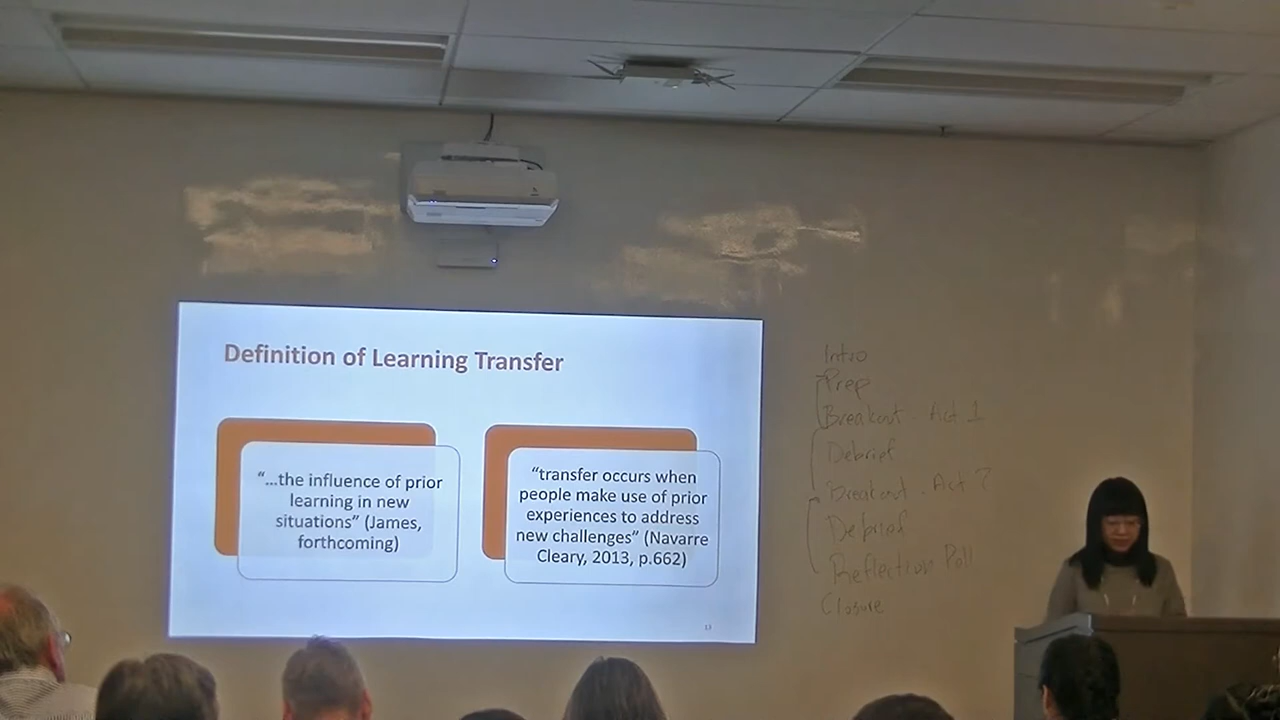 Definition of Learning Transfer
“...the influence of prior
learning in new
situations” (James,
forthcoming)
“transfer occurs when
people make use of prior
experiences to address
new challenges” (Navarre
Cleary, 2013, p.662)
13
Intro
Prep
Breakout - Act 1
Debrief
Breakout - Act 2
Debrief
Reflection Poll
Closure